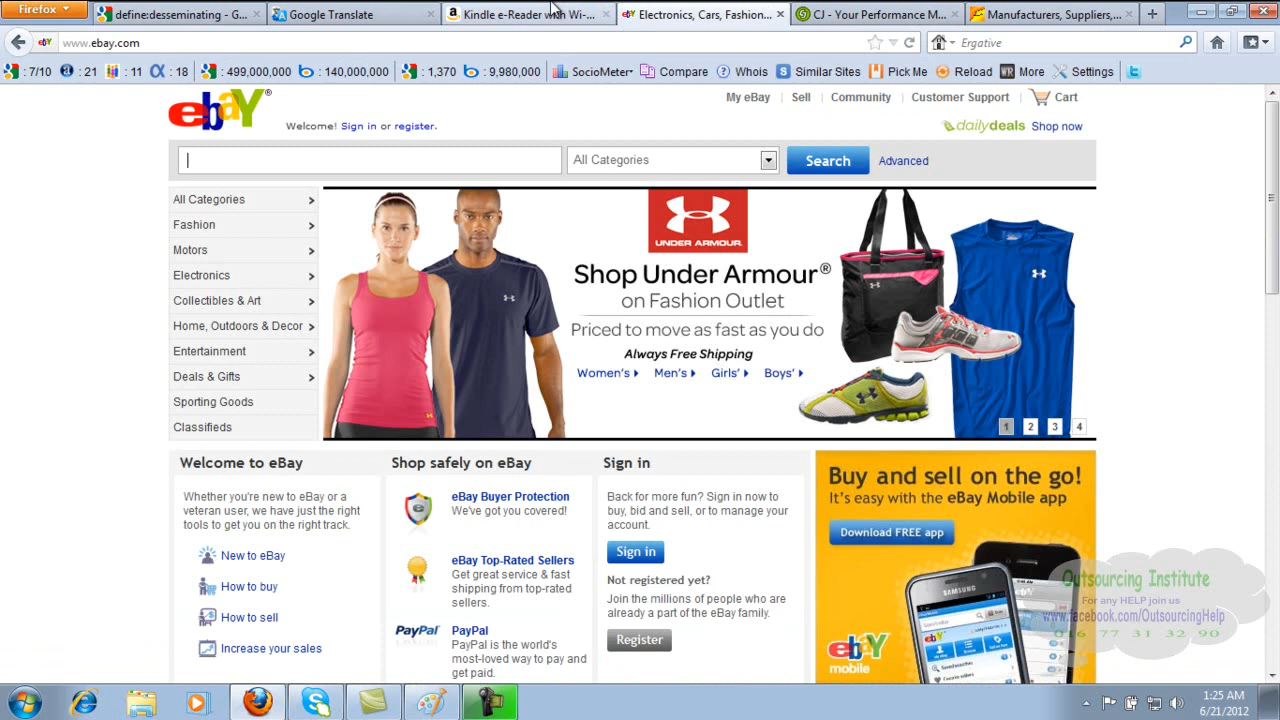 Firefox
define:desseminating - G...
Google Translate
Kindle e-Reader with Wi-...
Electronics, Cars, Fashion...
CJ - Your Performance M...
Manufacturers, Suppliers,...
www.ebay.com
Ergative
: 7/10
: 21
: 11
: 18
: 499,000,000
: 140,000,000
: 1,370
: 9,980,000
SocioMeter
Compare
Whois
Similar Sites
Pick Me
Reload
More
Settings
ebaY®
Welcome! Sign in or register.
My eBay
Sell
Community
Customer Support
Cart
dailydeals Shop now
All Categories
Search
Advanced
All Categories
Fashion
Motors
Electronics
Collectibles & Art
Home, Outdoors & Decor
Entertainment
Deals & Gifts
Sporting Goods
Classifieds
UNDER ARMOUR.
Shop Under Armour®
on Fashion Outlet
Priced to move as fast as you do
Always Free Shipping
Women's
Men's
Girls'
Boys'
1 2 3 4
Welcome to eBay
Whether you're new to eBay or a
veteran user, we have just the right
tools to get you on the right track.
New to eBay
How to buy
How to sell
Increase your sales
Shop safely on eBay
eBay Buyer Protection
We've got you covered!
eBay Top-Rated Sellers
Get great service & fast
shipping from top-rated
sellers.
PayPal
PayPal
PayPal is the world's
most-loved way to pay and
get paid.
Sign in
Back for more fun? Sign in now to
buy, bid and sell, or to manage your
account.
Sign in
Not registered yet?
Join the millions of people who are
already a part of the eBay family.
Register
Buy and sell on the go!
It's easy with the eBay Mobile app
Download FREE app
SAMSUNG
ebaY
mobile
Outsourcing Institute
For any HELP join us
www.facebook.com/OutsourcingHelp
016 77 31 32 90
1:25 AM
6/21/2012